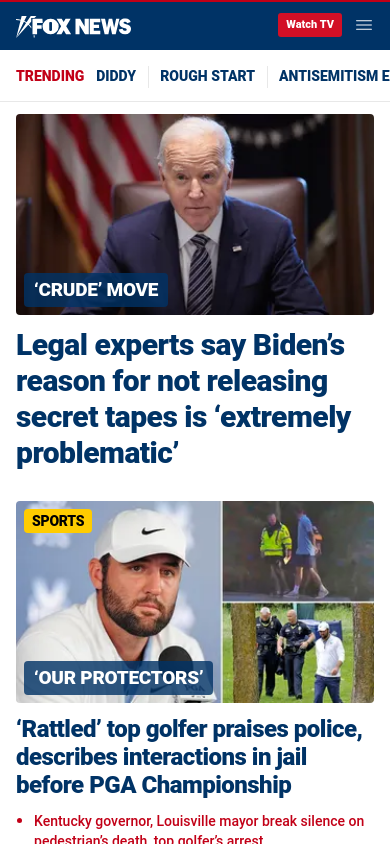 FOX NEWS
Watch TV
TRENDING DIDDY ROUGH START ANTISEMITISM E
‘CRUDE’ MOVE
Legal experts say Biden’s
reason for not releasing
secret tapes is ‘extremely
problematic’
SPORTS
PGA
‘OUR PROTECTORS’
‘Rattled’ top golfer praises police,
describes interactions in jail
before PGA Championship
• Kentucky governor, Louisville mayor break silence on
pedestrian’s death, top golfer’s arrest